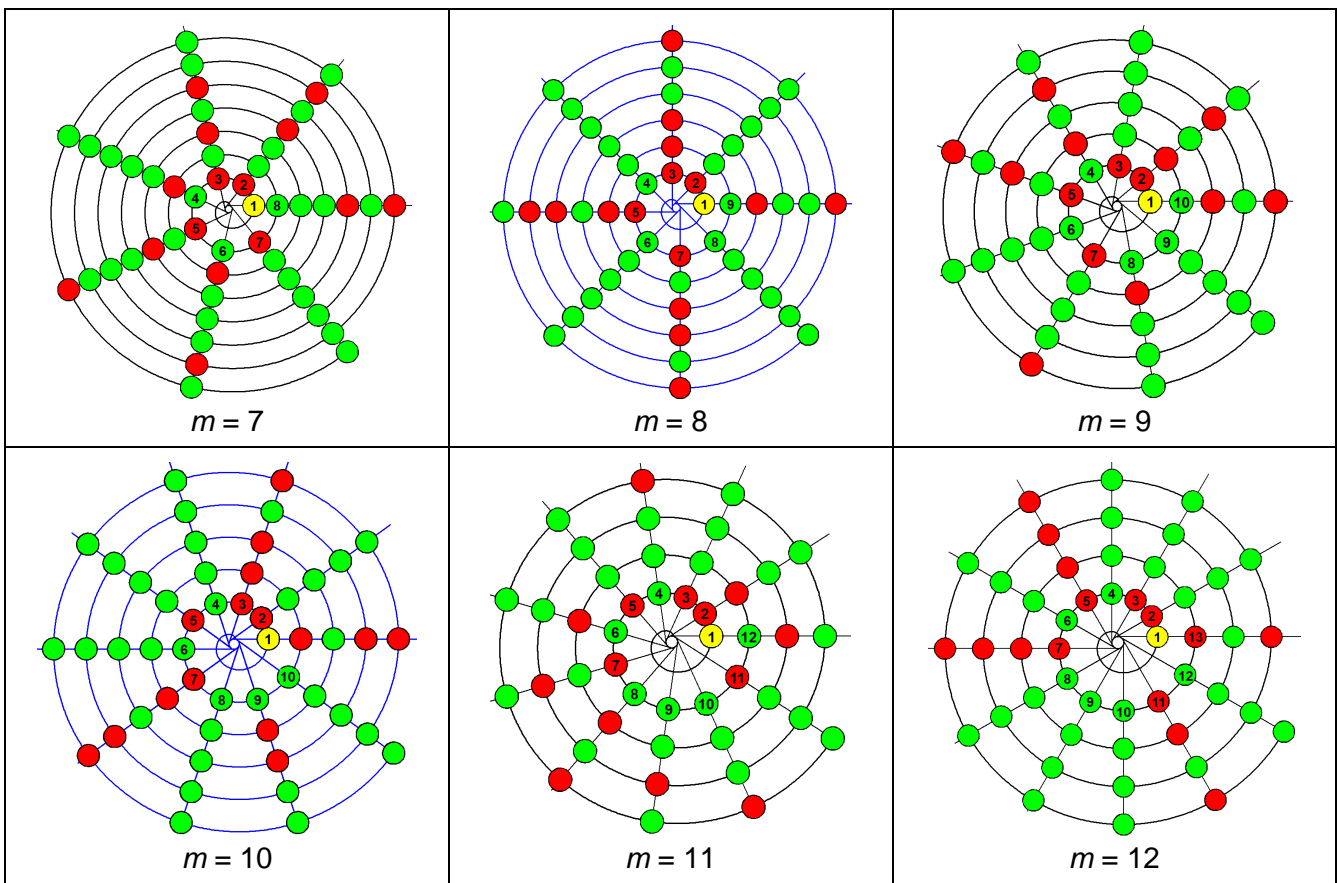 3 2 4 1 8 5 6 7
m = 7
3 4 2 1 9 5 6 8 7
m = 8
3 4 2 5 1 10 6 9 7 8
m = 9
4 3 5 2 1 6 7 10 8 9
m = 10
4 3 5 2 6 1 12 7 11 8 10 9
m = 11
4 5 3 6 2 1 13 7 8 12 9 11 10
m = 12